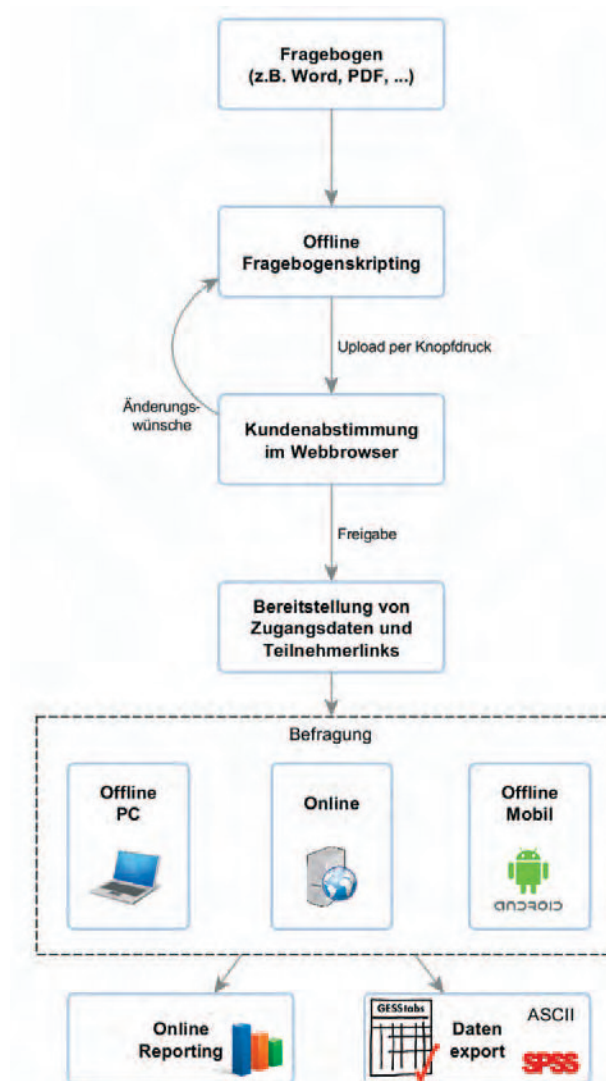 Fragebogen
(z.B. Word, PDF, ...)
Offline
Fragebogenskripting
Upload per Knopfdruck
Änderungs-
wünsche
Kundenabstimmung
im Webbrowser
Freigabe
Bereitstellung von
Zugangsdaten und
Teilnehmerlinks
Befragung
Offline
PC
Online
Offline
Mobil
ANDROID
Online
Reporting
GESStabs
Daten
export
ASCII
SPSS